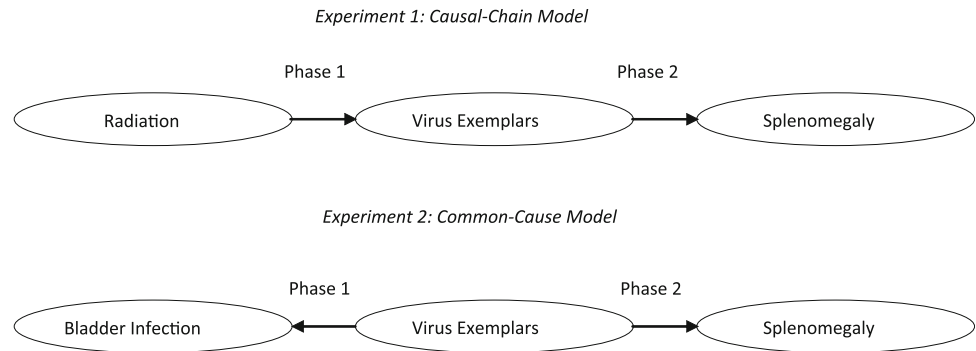 Experiment 1: Causal-Chain Model
Phase 1 Phase 2
Radiation Virus Exemplars Splenomegaly
Experiment 2: Common-Cause Model
Phase 1 Phase 2
Bladder Infection Virus Exemplars Splenomegaly